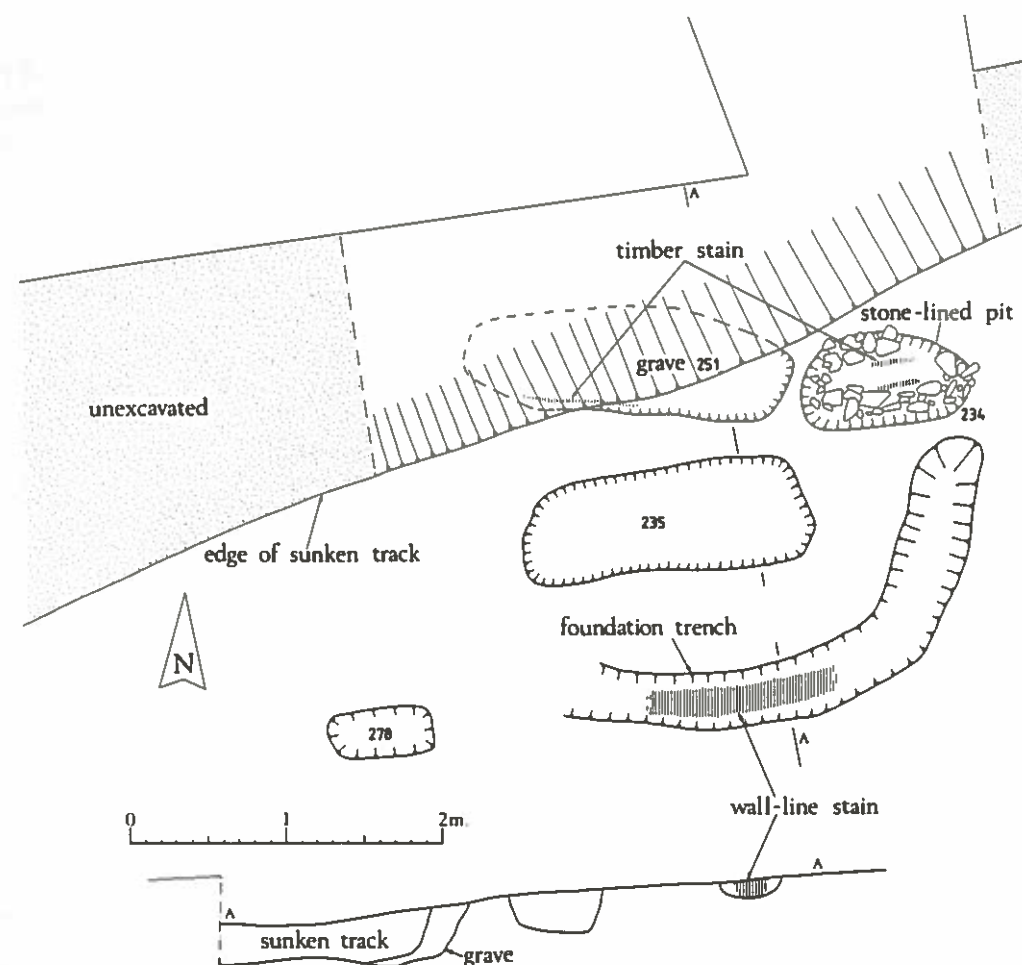 A
timber stain
stone-lined pit
grave 251
unexcavated
234
235
edge of sunken track
foundation trench
N
270
A
wall-line stain
0 1 2m.
A
A
sunken track
grave